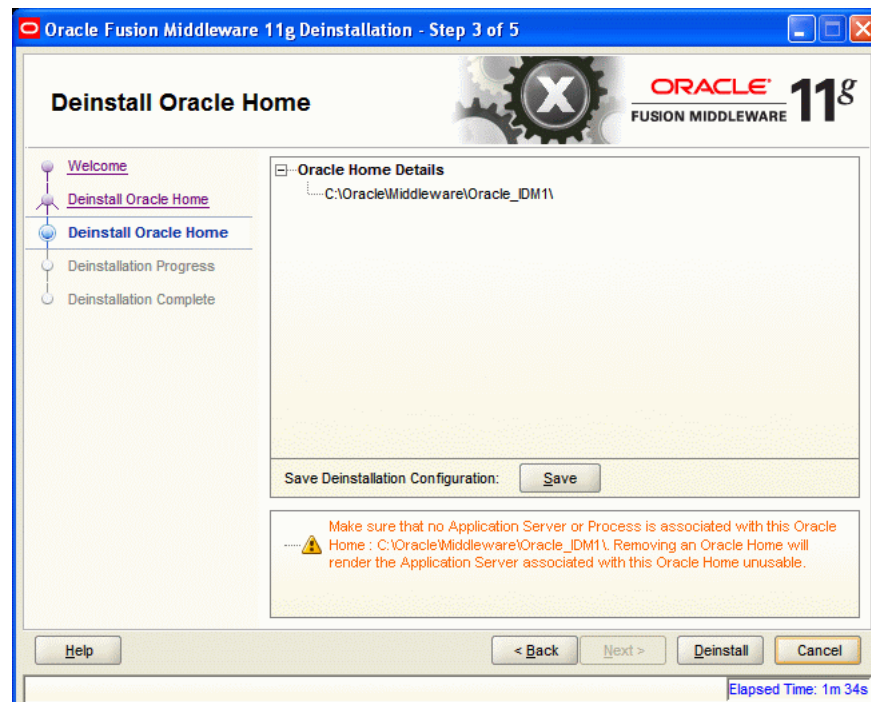 Oracle Fusion Middleware 11g Deinstallation - Step 3 of 5
Deinstall Oracle Home
ORACLE®
FUSION MIDDLEWARE
11g
Welcome
Deinstall Oracle Home
Deinstall Oracle Home
Deinstallation Progress
Deinstallation Complete
Oracle Home Details
C:\Oracle\Middleware\Oracle_IDM1\
Save Deinstallation Configuration:
Save
Make sure that no Application Server or Process is associated with this Oracle
Home : C:\Oracle\Middleware\Oracle_IDM1\. Removing an Oracle Home will
render the Application Server associated with this Oracle Home unusable.
Help
< Back
Next >
Deinstall
Cancel
Elapsed Time: 1m 34s